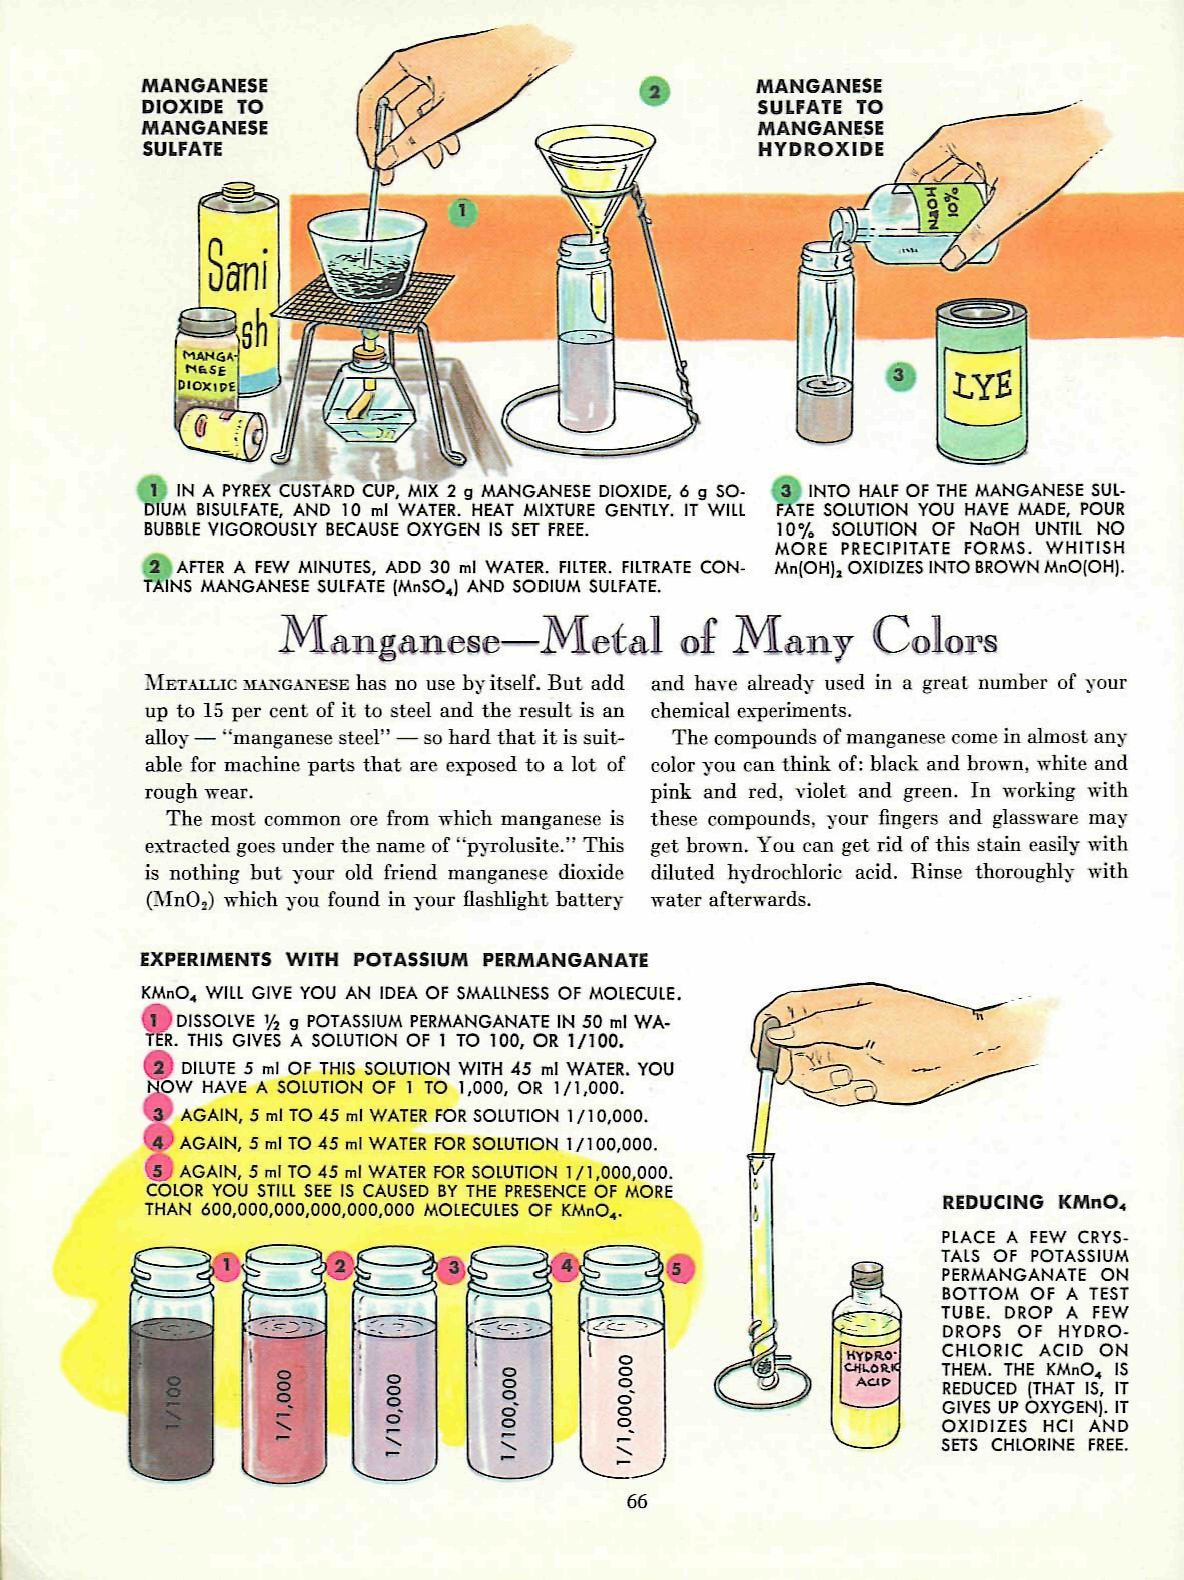 MANGANESE
DIOXIDE TO
MANGANESE
SULFATE
2
MANGANESE
SULFATE TO
MANGANESE
HYDROXIDE
1
NaOH
10%
Sani
sh
MANGA-
NESE
DIOXIDE
3
LYE
1 IN A PYREX CUSTARD CUP, MIX 2 g MANGANESE DIOXIDE, 6 g SO-
DIUM BISULFATE, AND 10 ml WATER. HEAT MIXTURE GENTLY. IT WILL
BUBBLE VIGOROUSLY BECAUSE OXYGEN IS SET FREE.
2 AFTER A FEW MINUTES, ADD 30 ml WATER. FILTER. FILTRATE CON-
TAINS MANGANESE SULFATE (MnSO₄) AND SODIUM SULFATE.
3 INTO HALF OF THE MANGANESE SUL-
FATE SOLUTION YOU HAVE MADE, POUR
10% SOLUTION OF NaOH UNTIL NO
MORE PRECIPITATE FORMS. WHITISH
Mn(OH)₂ OXIDIZES INTO BROWN MnO(OH).
Manganese—Metal of Many Colors
METALLIC MANGANESE has no use by itself. But add
up to 15 per cent of it to steel and the result is an
alloy — "manganese steel" — so hard that it is suit-
able for machine parts that are exposed to a lot of
rough wear.
The most common ore from which manganese is
extracted goes under the name of "pyrolusite." This
is nothing but your old friend manganese dioxide
(MnO₂) which you found in your flashlight battery
and have already used in a great number of your
chemical experiments.
The compounds of manganese come in almost any
color you can think of: black and brown, white and
pink and red, violet and green. In working with
these compounds, your fingers and glassware may
get brown. You can get rid of this stain easily with
diluted hydrochloric acid. Rinse thoroughly with
water afterwards.
EXPERIMENTS WITH POTASSIUM PERMANGANATE
KMnO₄ WILL GIVE YOU AN IDEA OF SMALLNESS OF MOLECULE.
1 DISSOLVE ½ g POTASSIUM PERMANGANATE IN 50 ml WA-
TER. THIS GIVES A SOLUTION OF 1 TO 100, OR 1/100.
2 DILUTE 5 ml OF THIS SOLUTION WITH 45 ml WATER. YOU
NOW HAVE A SOLUTION OF 1 TO 1,000, OR 1/1,000.
3 AGAIN, 5 ml TO 45 ml WATER FOR SOLUTION 1/10,000.
4 AGAIN, 5 ml TO 45 ml WATER FOR SOLUTION 1/100,000.
5 AGAIN, 5 ml TO 45 ml WATER FOR SOLUTION 1/1,000,000.
COLOR YOU STILL SEE IS CAUSED BY THE PRESENCE OF MORE
THAN 600,000,000,000,000,000 MOLECULES OF KMnO₄.
1
2
3
4
5
1/100
1/1,000
1/10,000
1/100,000
1/1,000,000
HYDRO-
CHLORIC
ACID
REDUCING KMnO₄
PLACE A FEW CRYS-
TALS OF POTASSIUM
PERMANGANATE ON
BOTTOM OF A TEST
TUBE. DROP A FEW
DROPS OF HYDRO-
CHLORIC ACID ON
THEM. THE KMnO₄ IS
REDUCED (THAT IS, IT
GIVES UP OXYGEN). IT
OXIDIZES HCl AND
SETS CHLORINE FREE.
66